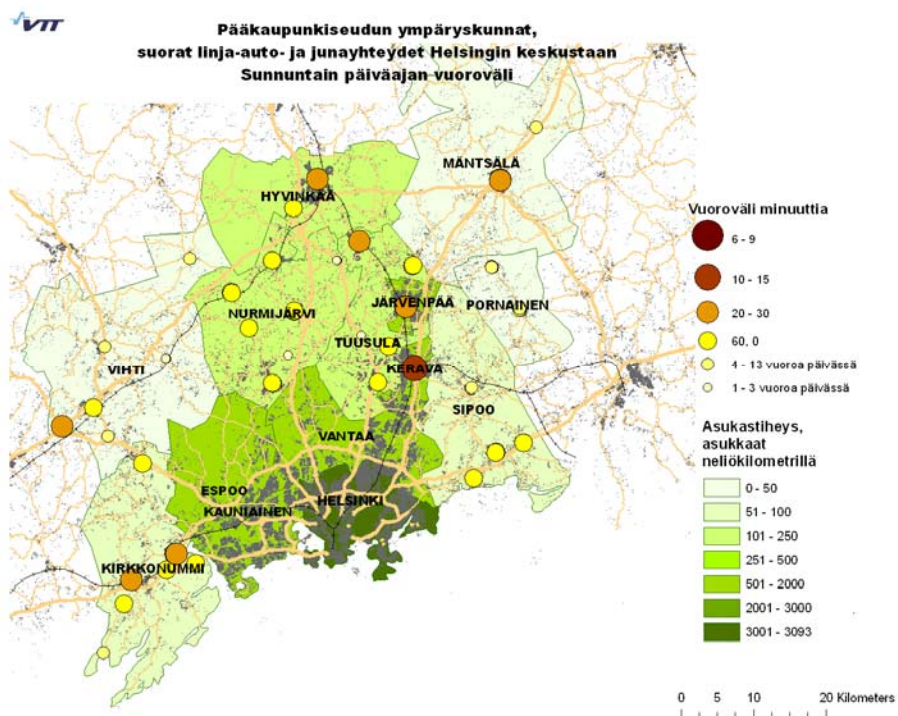 VTT
Pääkaupunkiseudun ympäryskunnat,
suorat linja-auto- ja junayhteydet Helsingin keskustaan
Sunnuntain päiväajan vuoroväli
MÄNTSÄLÄ
HYVINKÄÄ
JÄRVENPÄÄ
PORNAINEN
NURMIJÄRVI
TUUSULA
VIHTI
KERAVA
SIPOO
VANTAA
ESPOO
HELSINKI
KAUNIAINEN
KIRKKONUMMI
Vuoroväli minuuttia
6 - 9
10 - 15
20 - 30
60, 0
4 - 13 vuoroa päivässä
1 - 3 vuoroa päivässä
Asukastiheys,
asukkaat
neliökilometrillä
0 - 50
51 - 100
101 - 250
251 - 500
501 - 2000
2001 - 3000
3001 - 3093
0 5 10 20 Kilometers